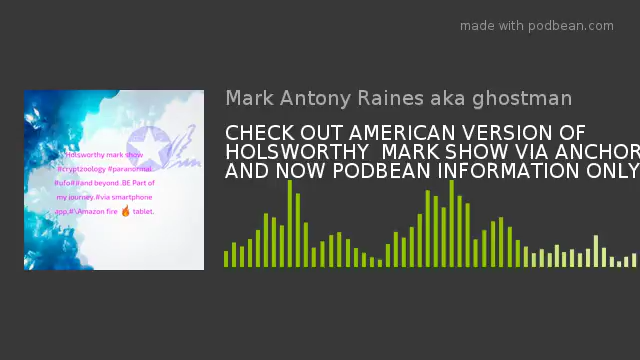 made with podbean.com
Mark Antony Raines aka ghostman
CHECK OUT AMERICAN VERSION OF
HOLSWORTHY  MARK SHOW VIA ANCHOR
AND NOW PODBEAN INFORMATION ONLY
Holsworthy mark show
#cryptzoology #paranormal
#ufo##and beyond.BE Part of
my journey.#via smartphone
app,#\Amazon fire 🔥 tablet.